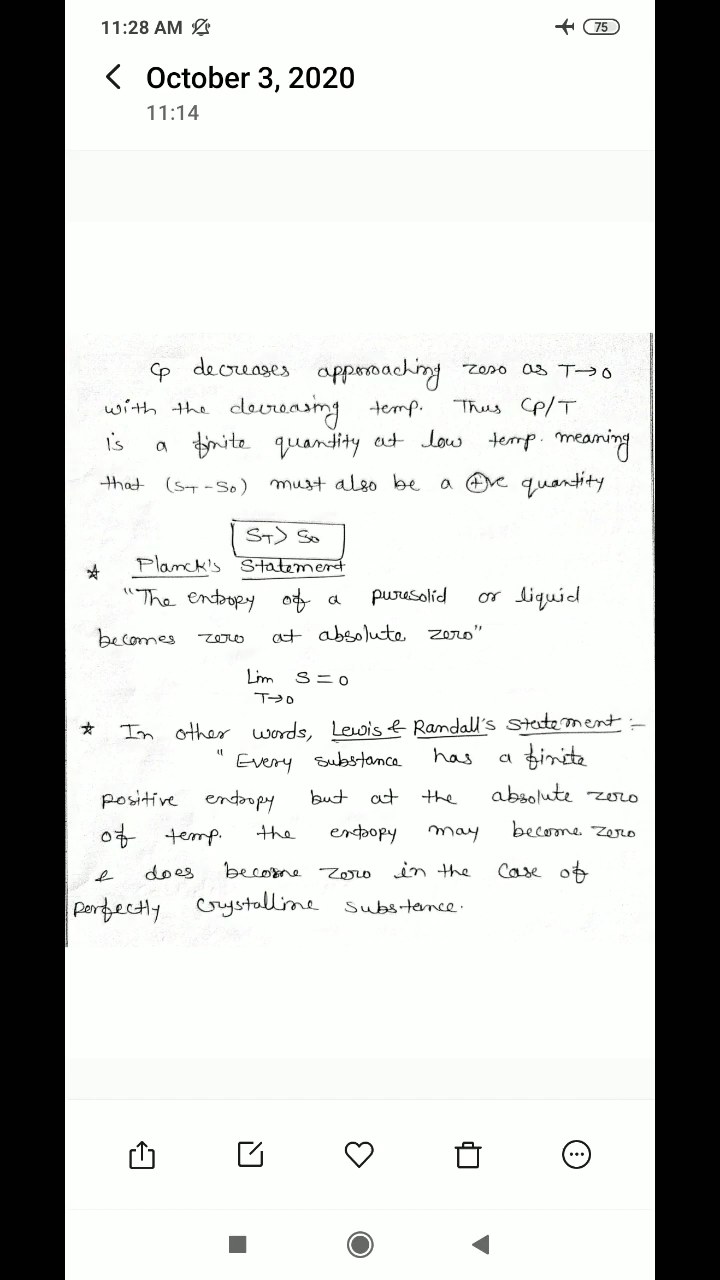 11:28 AM
75
October 3, 2020
11:14
Cp decreases approaching zero as T→0
with the decreasing temp. Thus CP/T
is a finite quantity at low temp. meaning
that (ST-S0) must also be a ⊕ve quantity
ST> S0
* Planck's Statement
"The entropy of a puresolid or liquid
becomes zero at absolute zero"
Lim S=0
T→0
* In other words, Lewis & Randall's statement :-
" Every substance has a finite
positive entropy but at the absolute zero
of temp. the entropy may become zero
& does become zero in the case of
perfectly crystalline substance.